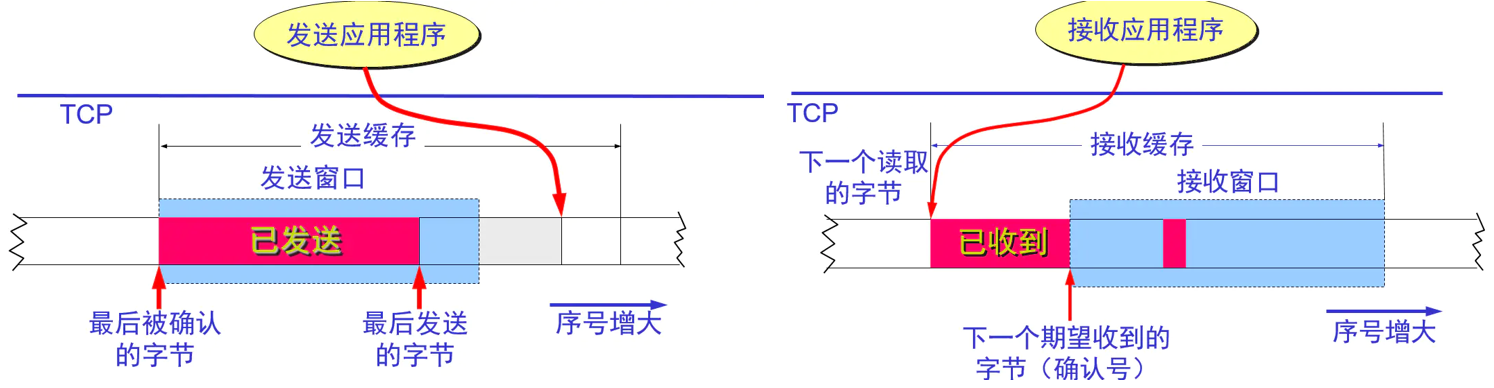 发送应用程序
TCP
发送缓存
发送窗口
已发送
最后被确认
的字节
最后发送
的字节
序号增大
接收应用程序
TCP
接收缓存
下一个读取
的字节
接收窗口
已收到
下一个期望收到的
字节（确认号）
序号增大